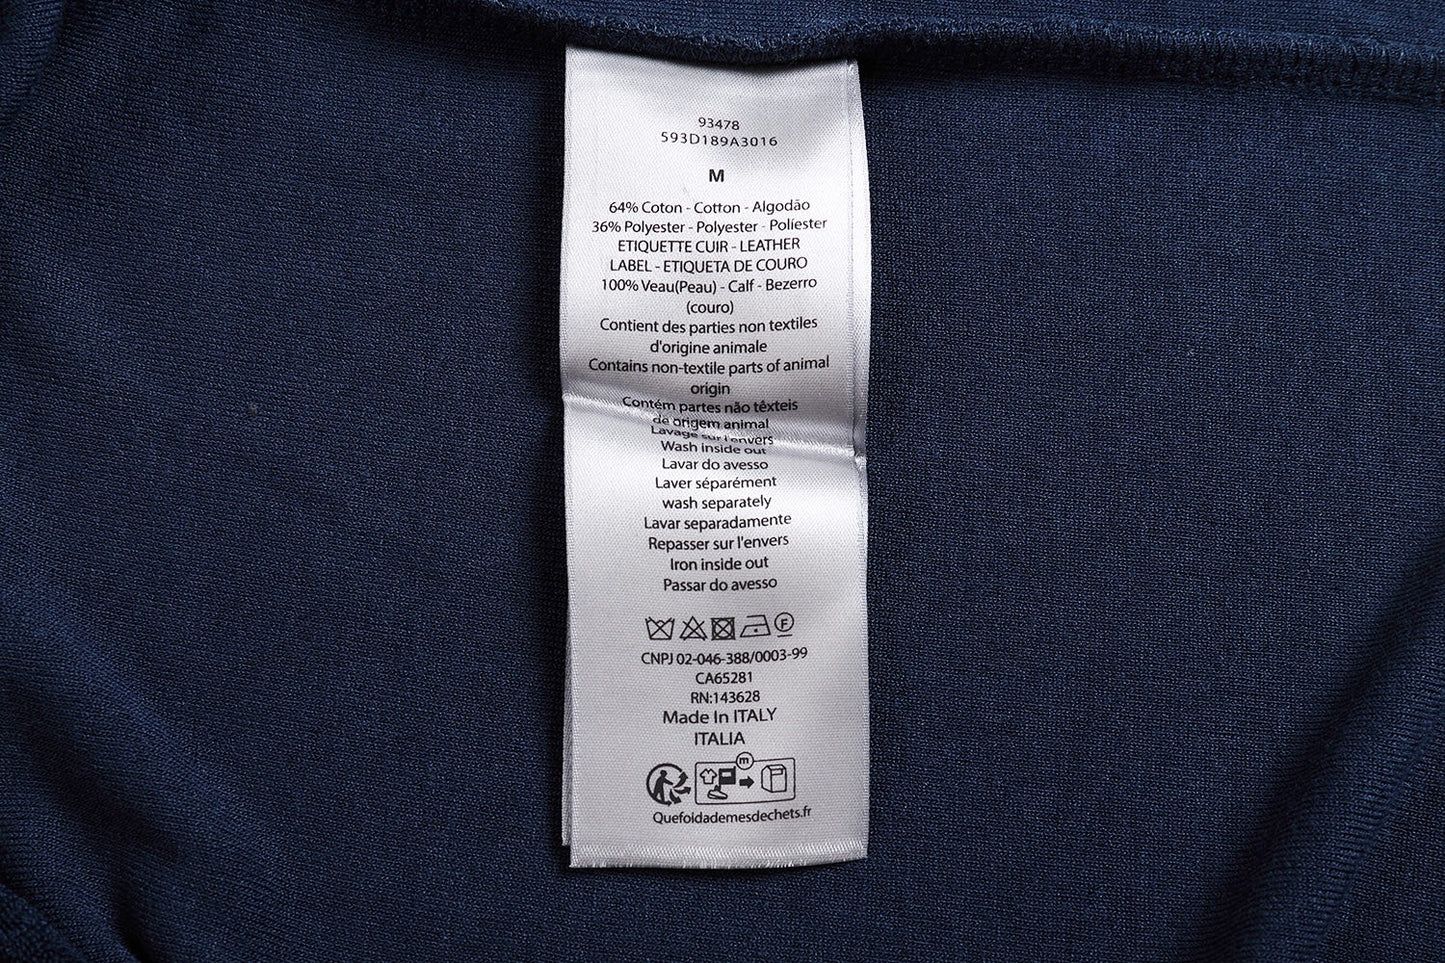 93478
593D189A3016
M
64% Coton - Cotton - Algodão
36% Polyester - Polyester - Políester
ETIQUETTE CUIR - LEATHER
LABEL - ETIQUETA DE COURO
100% Veau(Peau) - Calf - Bezerro
(couro)
Contient des parties non textiles
d'origine animale
Contains non-textile parts of animal
origin
Contém partes não têxteis
de origem animal
Lavage sur l'envers
Wash inside out
Lavar do avesso
Laver séparément
wash separately
Lavar separadamente
Repasser sur l'envers
Iron inside out
Passar do avesso
F
CNPJ 02-046-388/0003-99
CA65281
RN:143628
Made In ITALY
ITALIA
m
Quefoidademesdechets.fr